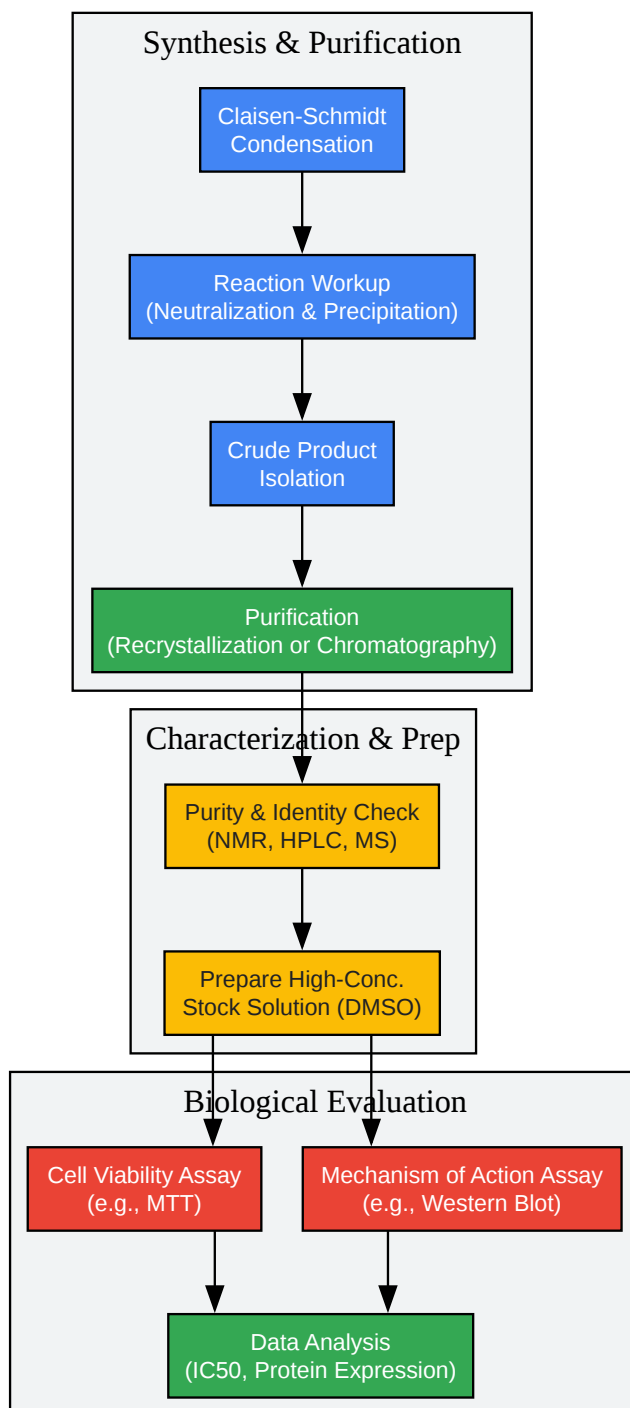 Synthesis & Purification
Claisen-Schmidt
Condensation
Reaction Workup
(Neutralization & Precipitation)
Crude Product
Isolation
Purification
(Recrystallization or Chromatography)
Characterization & Prep
Purity & Identity Check
(NMR, HPLC, MS)
Prepare High-Conc.
Stock Solution (DMSO)
Biological Evaluation
Cell Viability Assay
(e.g., MTT)
Mechanism of Action Assay
(e.g., Western Blot)
Data Analysis
(IC50, Protein Expression)